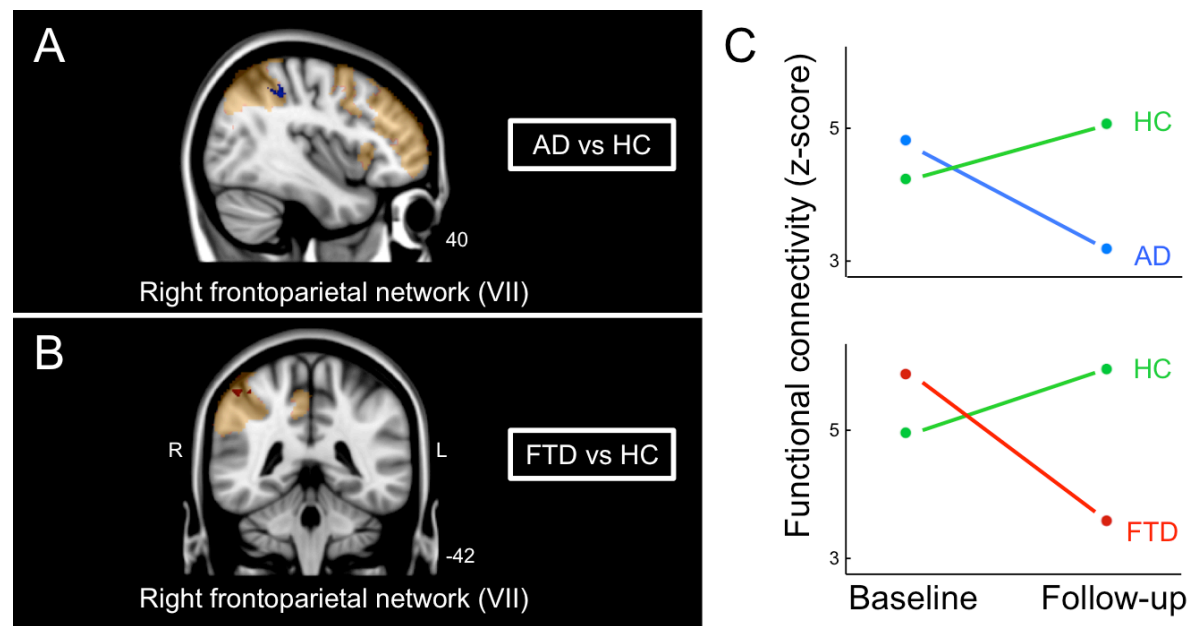 A
AD vs HC
40
Right frontoparietal network (VII)
B
R
L
FTD vs HC
-42
Right frontoparietal network (VII)
C
Functional connectivity (z-score)
5
3
HC
AD
5
3
HC
FTD
Baseline
Follow-up